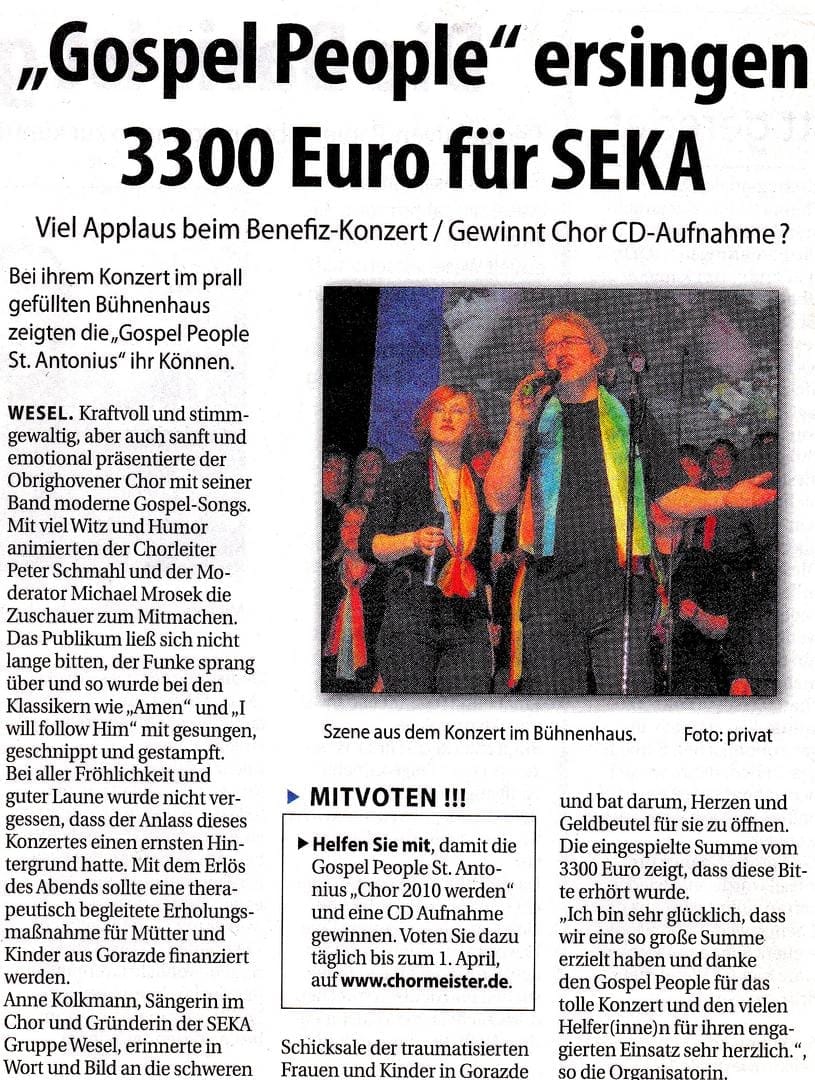 „Gospel People“ ersingen
3300 Euro für SEKA
Viel Applaus beim Benefiz-Konzert / Gewinnt Chor CD-Aufnahme ?
Bei ihrem Konzert im prall
gefüllten Bühnenhaus
zeigten die „Gospel People
St. Antonius“ ihr Können.
WESEL. Kraftvoll und stimm-
gewaltig, aber auch sanft und
emotional präsentierte der
Obrighovener Chor mit seiner
Band moderne Gospel-Songs.
Mit viel Witz und Humor
animierten der Chorleiter
Peter Schmahl und der Mo-
derator Michael Mrosek die
Zuschauer zum Mitmachen.
Das Publikum ließ sich nicht
lange bitten, der Funke sprang
über und so wurde bei den
Klassikern wie „Amen“ und „I
will follow Him“ mit gesungen,
geschnippt und gestampft.
Bei aller Fröhlichkeit und
guter Laune wurde nicht ver-
gessen, dass der Anlass dieses
Konzertes einen ernsten Hin-
tergrund hatte. Mit dem Erlös
des Abends sollte eine thera-
peutisch begleitete Erholungs-
maßnahme für Mütter und
Kinder aus Gorazde finanziert
werden.
Anne Kolkmann, Sängerin im
Chor und Gründerin der SEKA
Gruppe Wesel, erinnerte in
Wort und Bild an die schweren
Szene aus dem Konzert im Bühnenhaus. Foto: privat
MITVOTEN !!!
Helfen Sie mit, damit die
Gospel People St. Anto-
nius „Chor 2010 werden“
und eine CD Aufnahme
gewinnen. Voten Sie dazu
täglich bis zum 1. April,
auf www.chormeister.de.
Schicksale der traumatisierten
Frauen und Kinder in Gorazde
und bat darum, Herzen und
Geldbeutel für sie zu öffnen.
Die eingespielte Summe vom
3300 Euro zeigt, dass diese Bit-
te erhört wurde.
„Ich bin sehr glücklich, dass
wir eine so große Summe
erzielt haben und danke
den Gospel People für das
tolle Konzert und den vielen
Helfer(inne)n für ihren enga-
gierten Einsatz sehr herzlich.“,
so die Organisatorin.